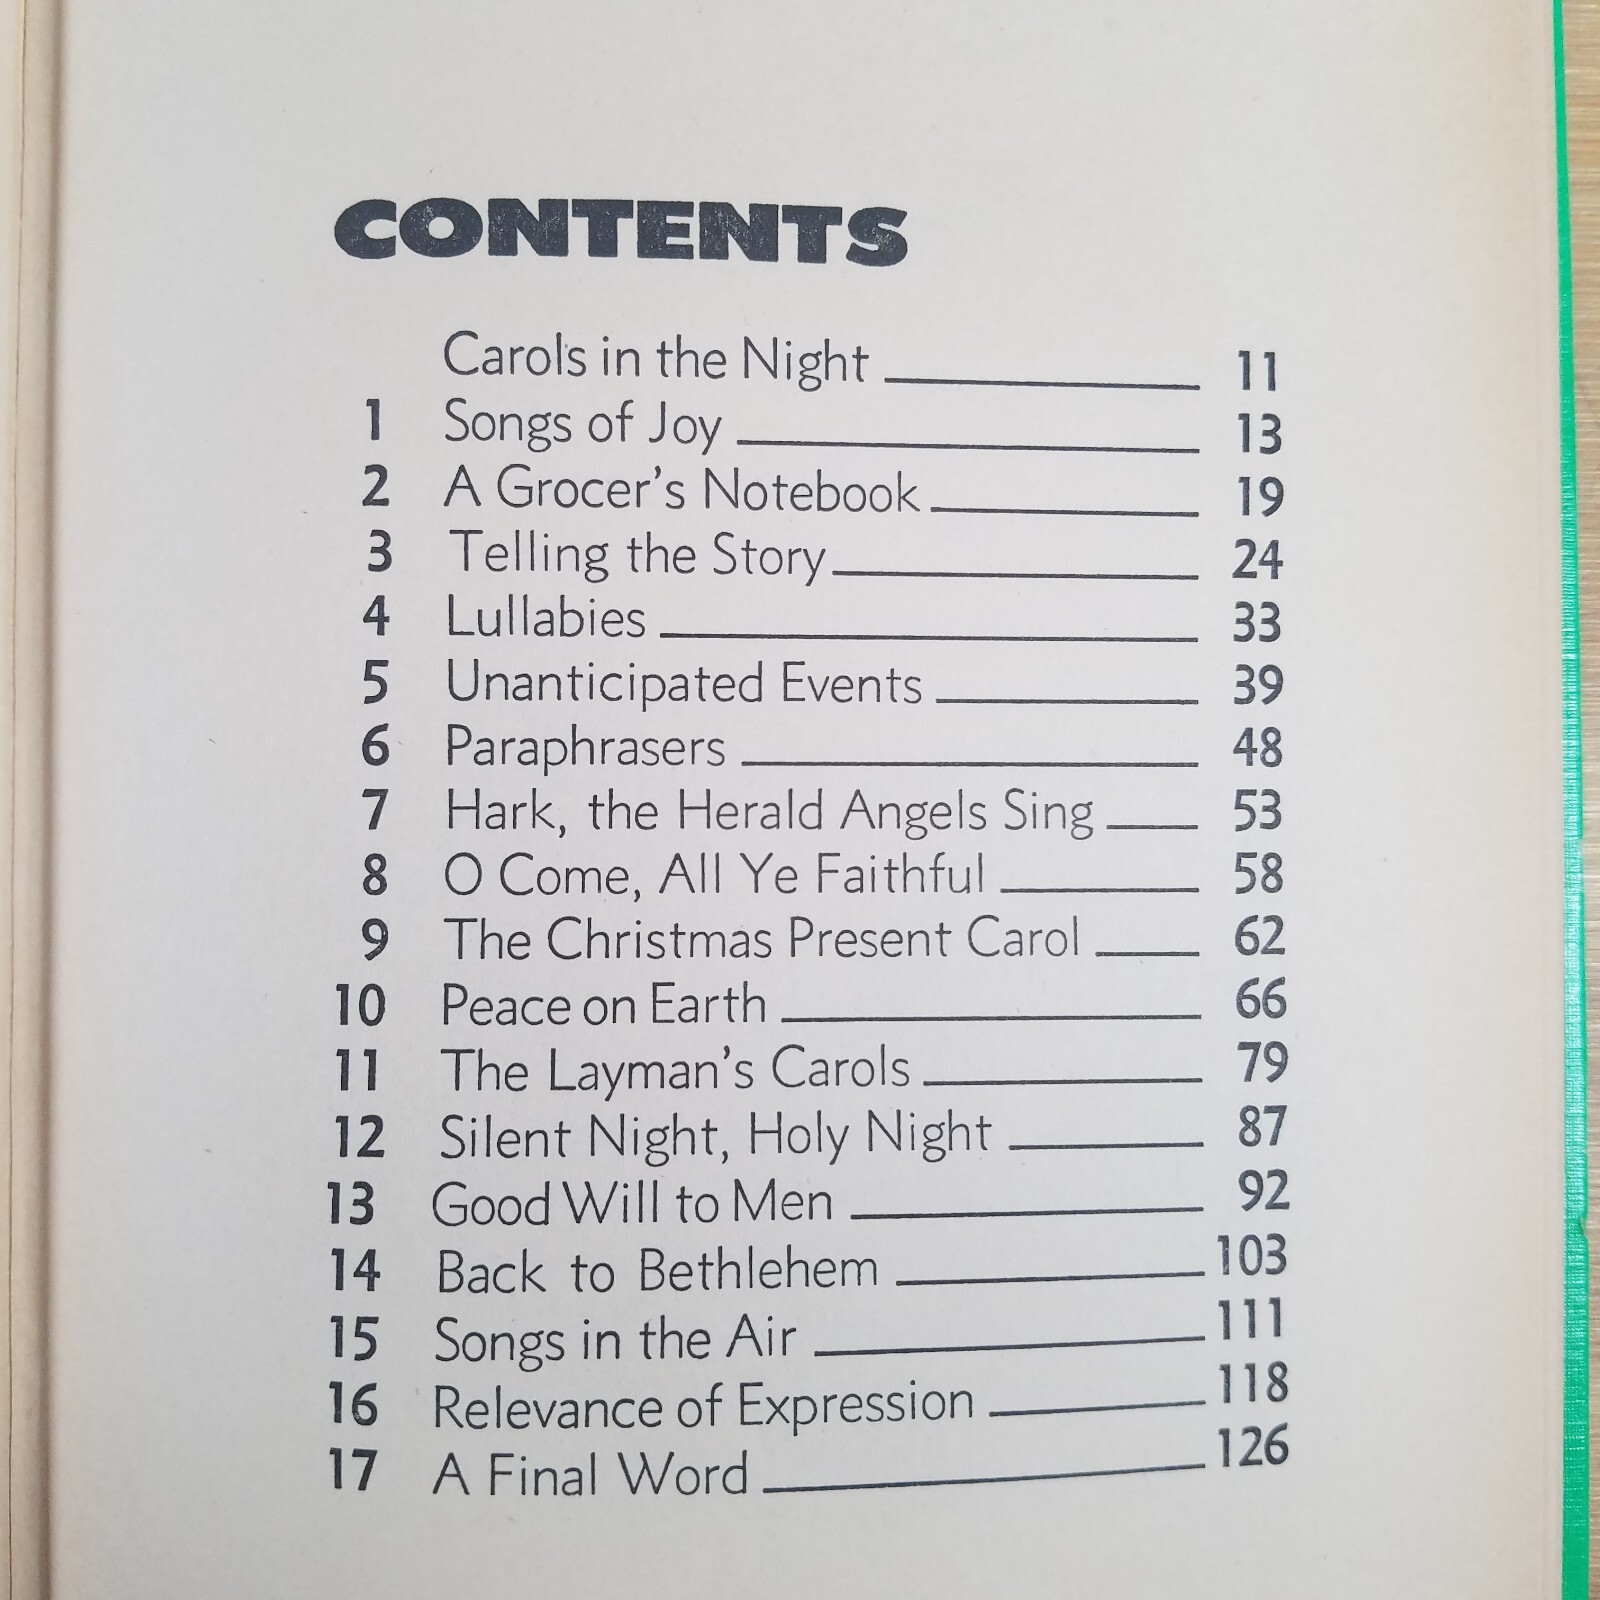 CONTENTS
Carols in the Night 11
1 Songs of Joy 13
2 A Grocer's Notebook 19
3 Telling the Story 24
4 Lullabies 33
5 Unanticipated Events 39
6 Paraphrasers 48
7 Hark, the Herald Angels Sing 53
8 O Come, All Ye Faithful 58
9 The Christmas Present Carol 62
10 Peace on Earth 66
11 The Layman's Carols 79
12 Silent Night, Holy Night 87
13 Good Will to Men 92
14 Back to Bethlehem 103
15 Songs in the Air 111
16 Relevance of Expression 118
17 A Final Word 126